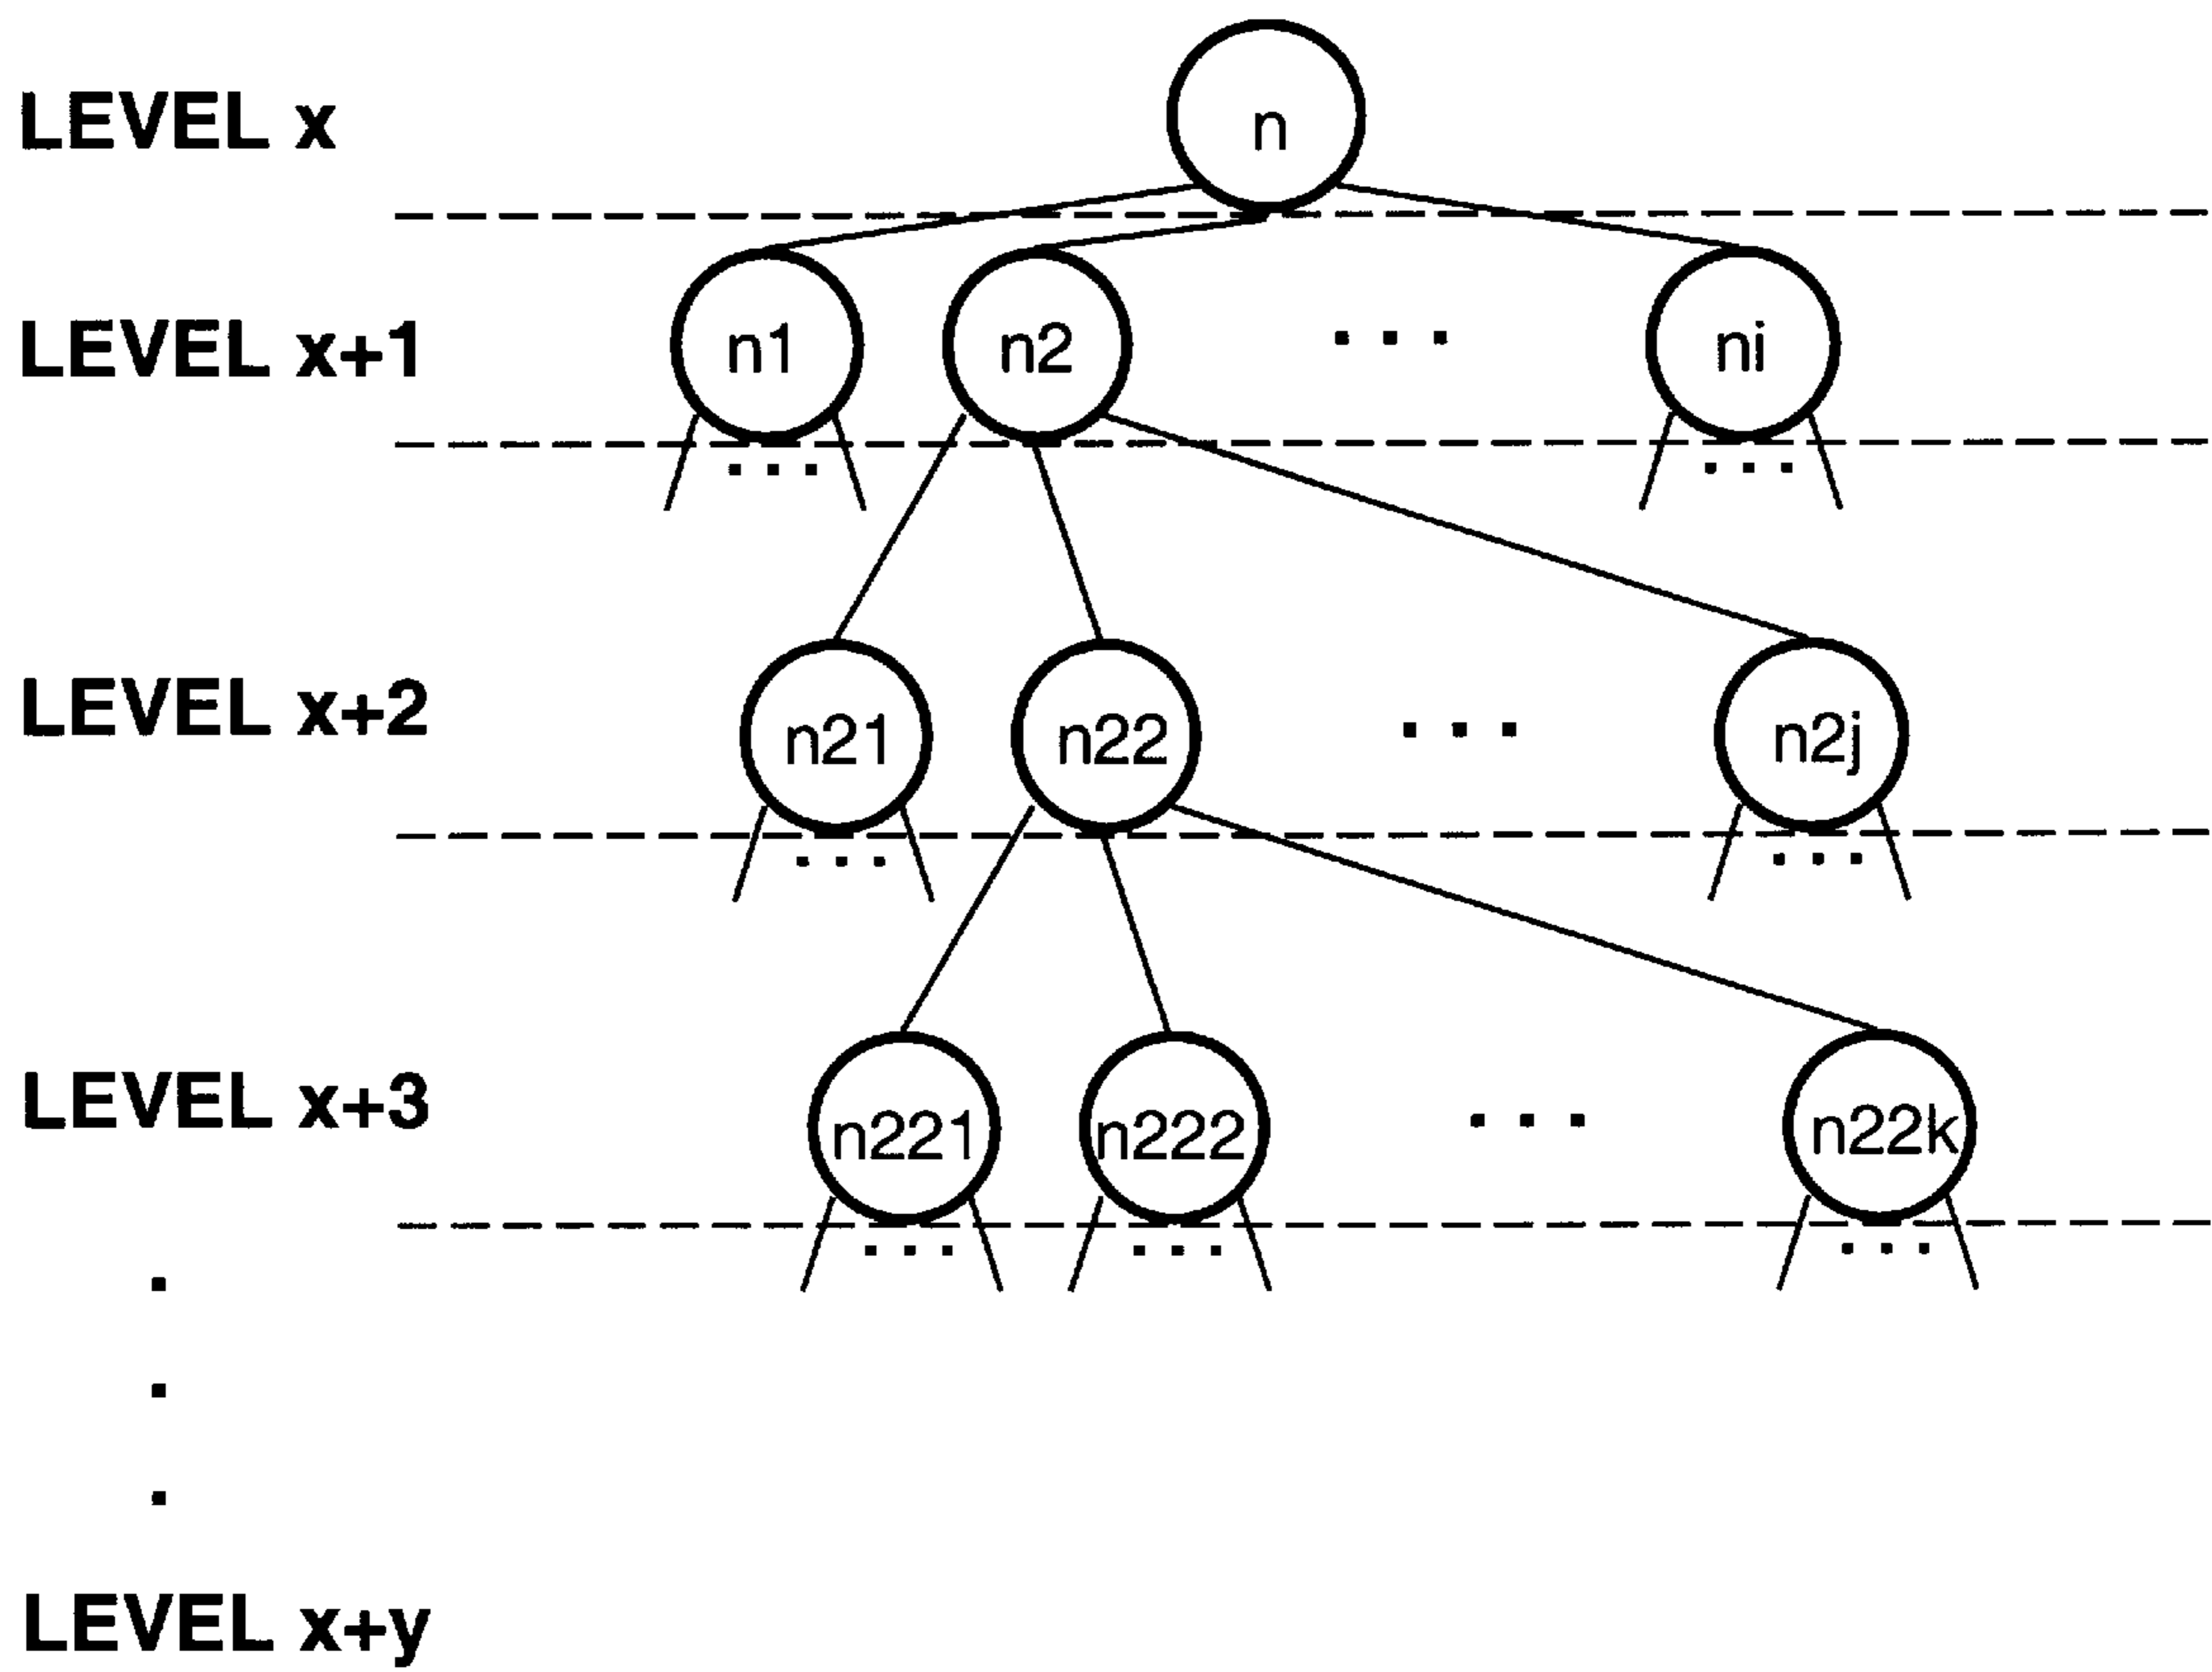 LEVEL x
n
LEVEL x+1
n1 n2 . . . ni
. . . . . .
LEVEL x+2
n21 n22 . . . n2j
. . . . . .
LEVEL x+3
n221 n222 . . . n22k
. . . . . . . . .
.
.
.
LEVEL x+y